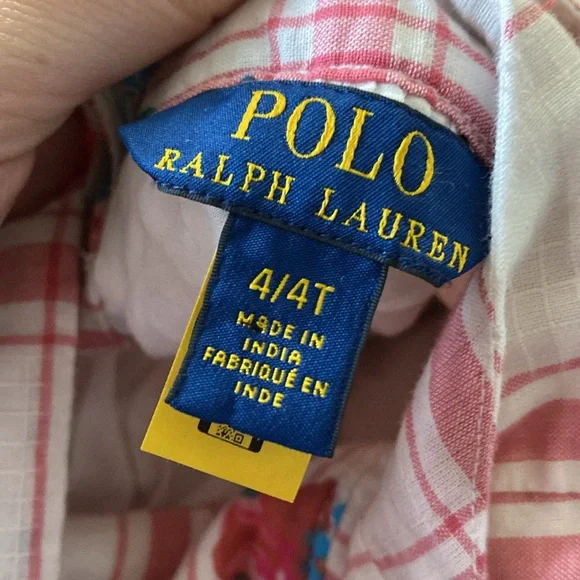 POLO
RALPH LAUREN
4/4T
MADE IN
INDIA
FABRIQUÉ EN
INDE